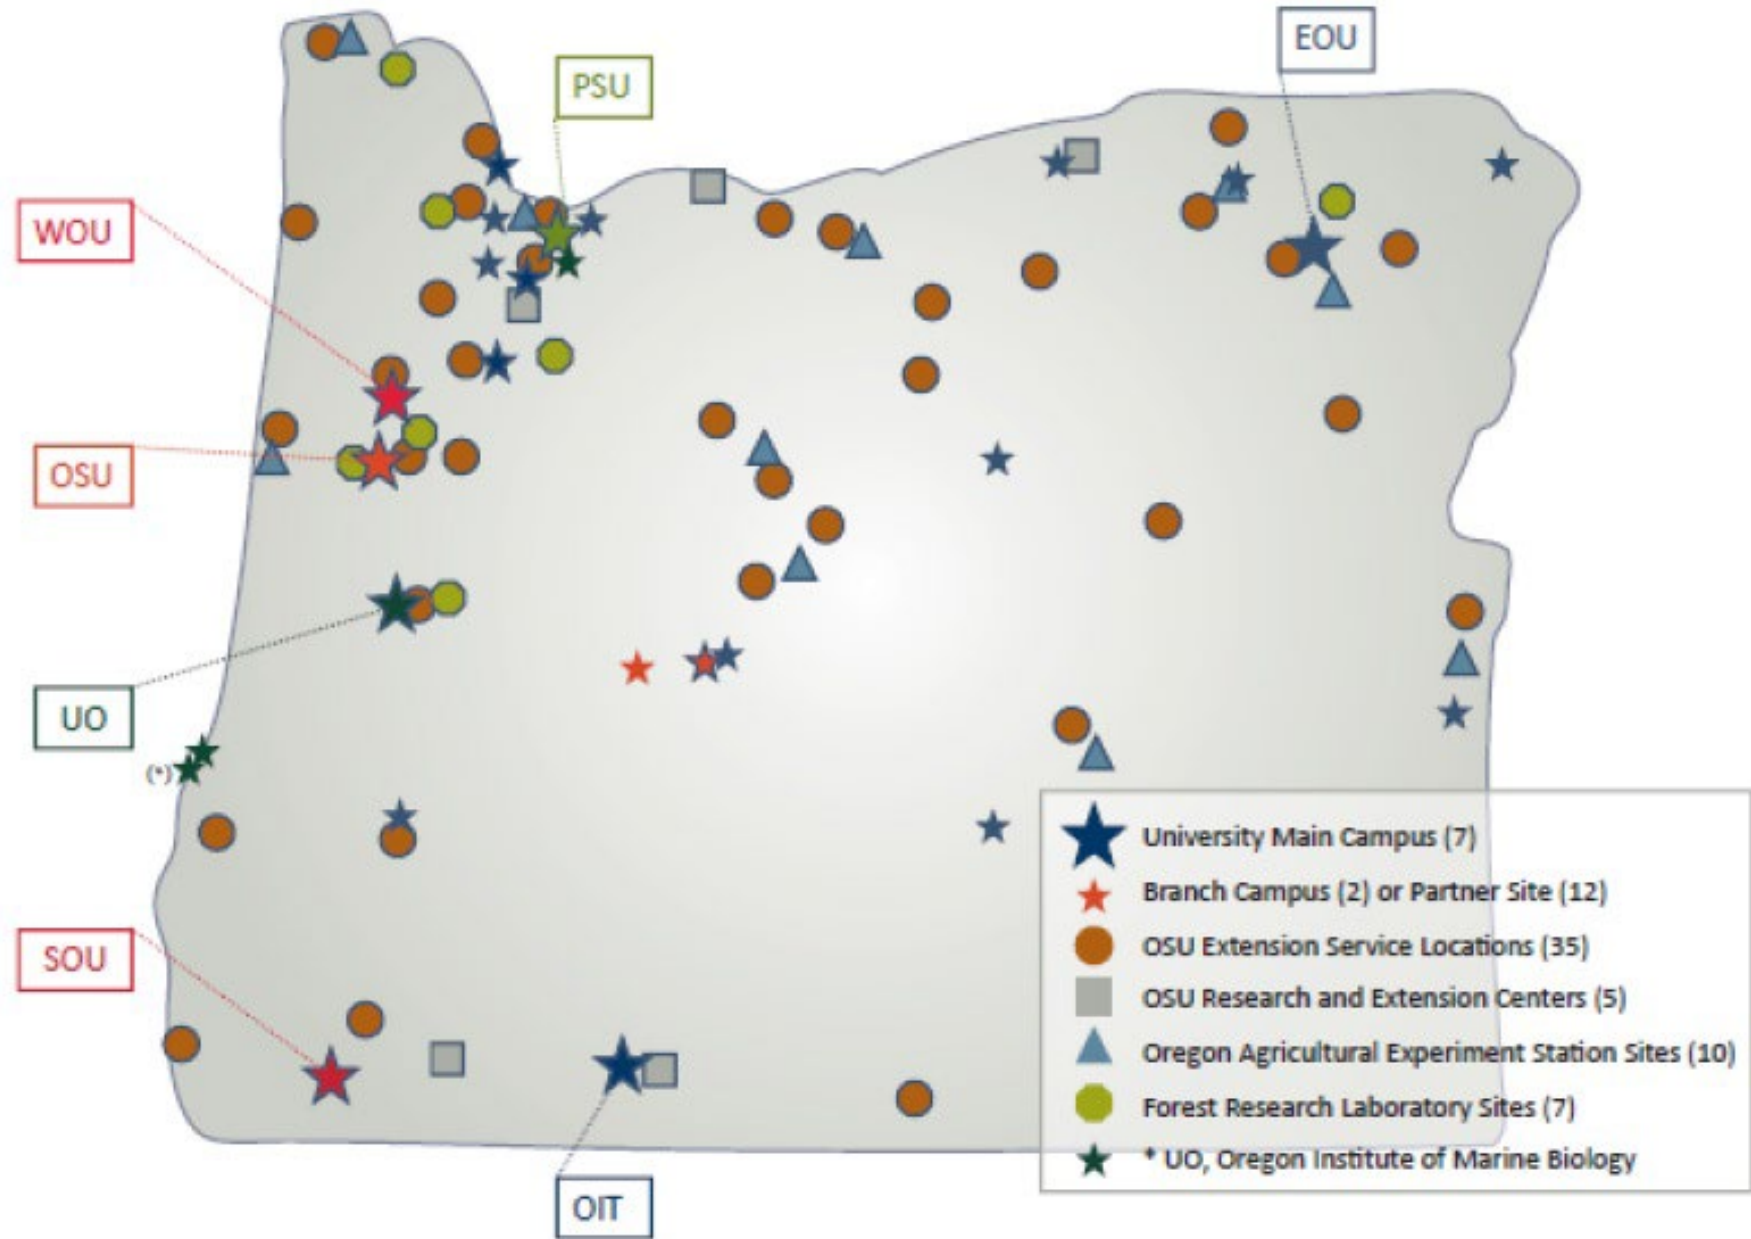 EOU
PSU
WOU
OSU
UO
(*)
SOU
OIT
University Main Campus (7)
Branch Campus (2) or Partner Site (12)
OSU Extension Service Locations (35)
OSU Research and Extension Centers (5)
Oregon Agricultural Experiment Station Sites (10)
Forest Research Laboratory Sites (7)
* UO, Oregon Institute of Marine Biology